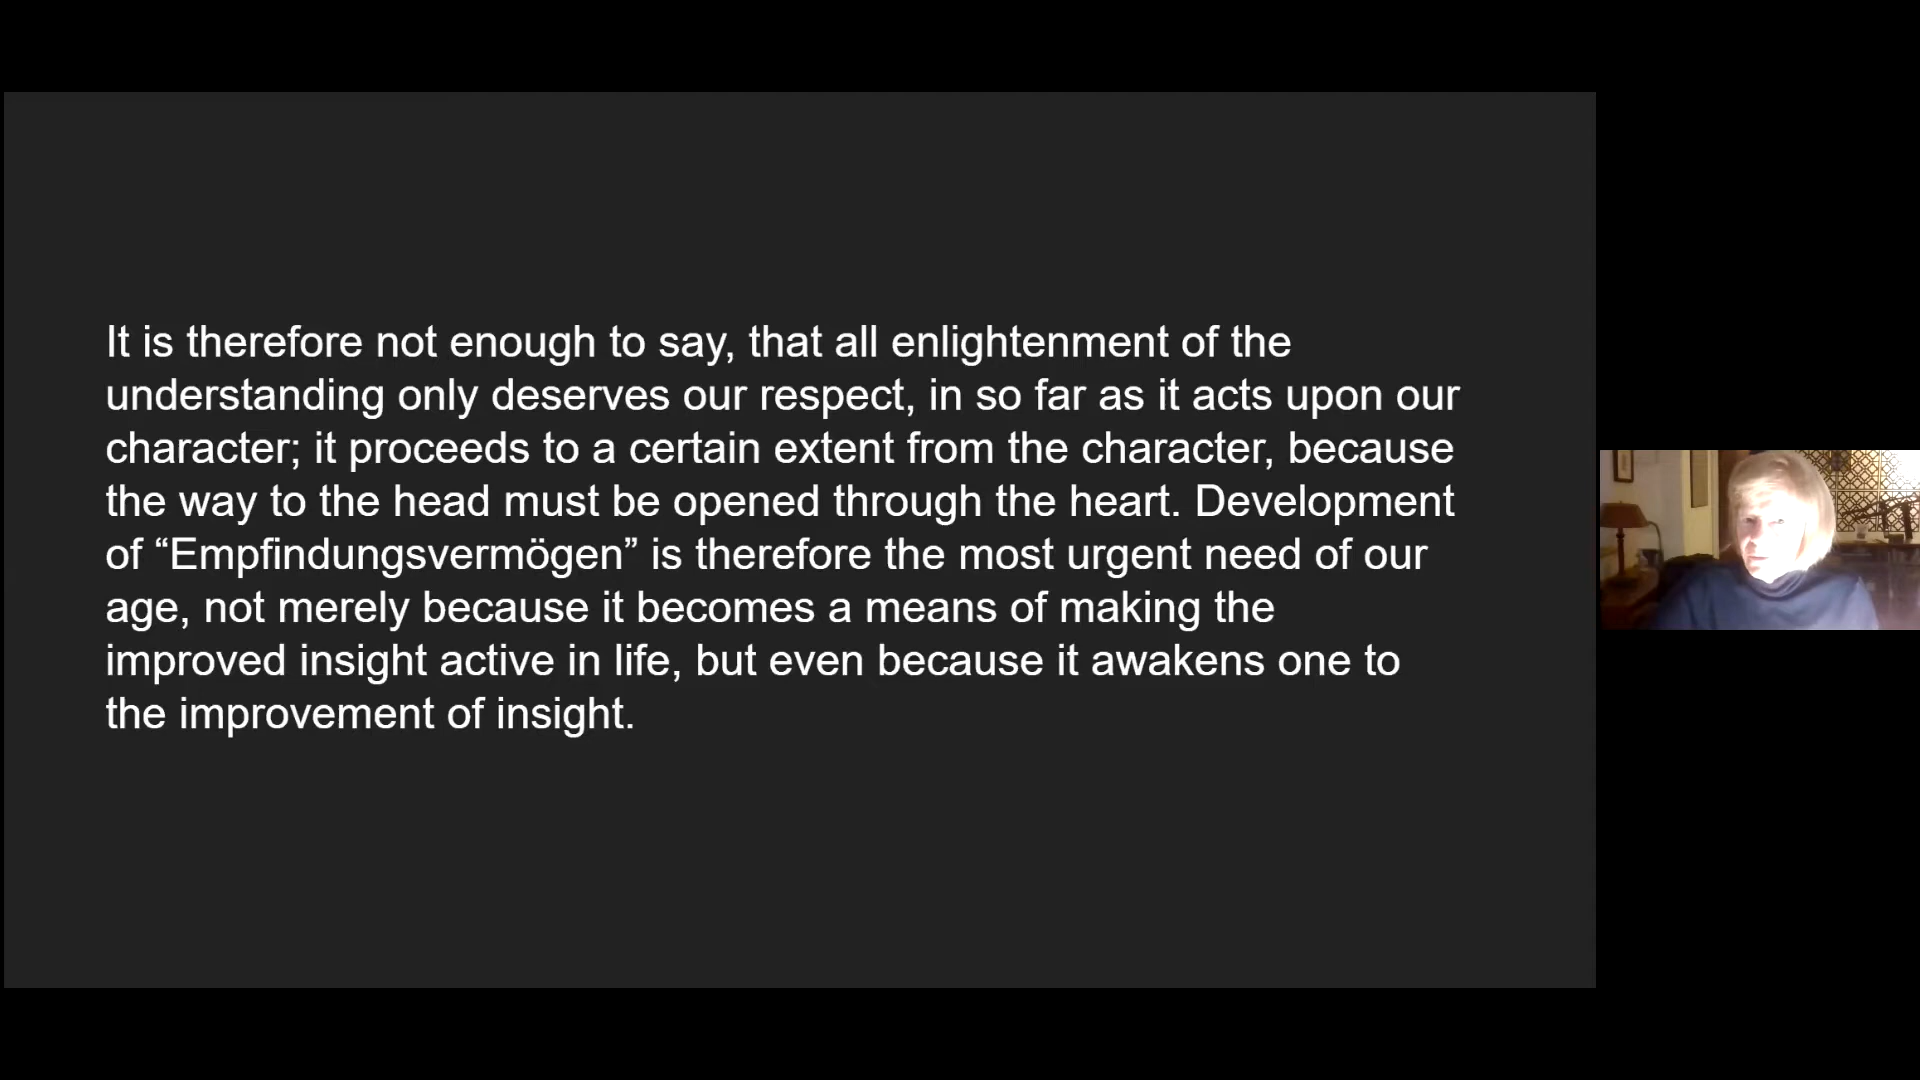 It is therefore not enough to say, that all enlightenment of the
understanding only deserves our respect, in so far as it acts upon our
character; it proceeds to a certain extent from the character, because
the way to the head must be opened through the heart. Development
of “Empfindungsvermögen” is therefore the most urgent need of our
age, not merely because it becomes a means of making the
improved insight active in life, but even because it awakens one to
the improvement of insight.